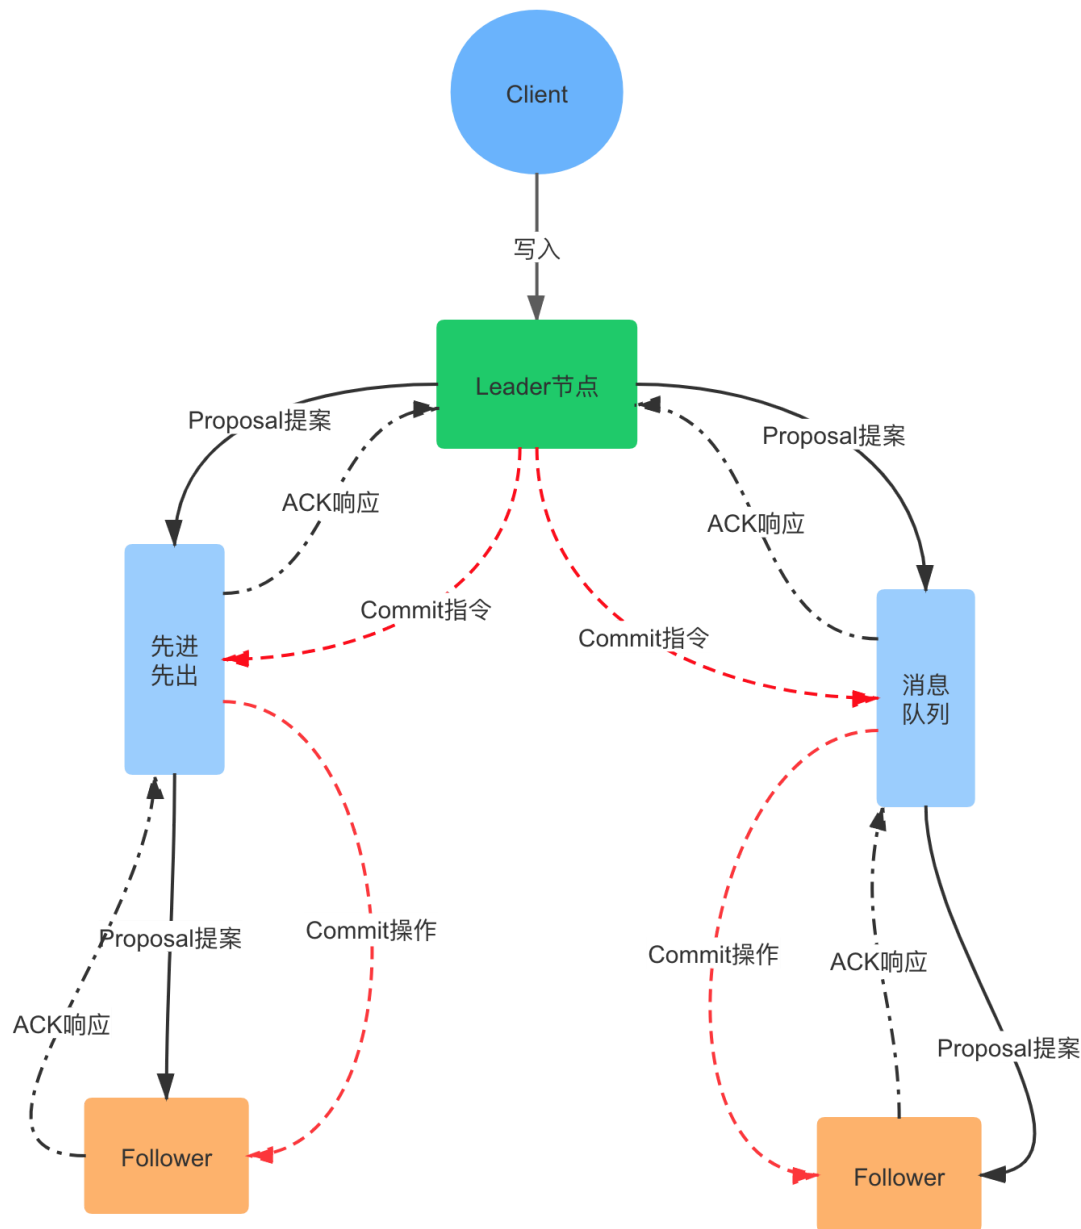 Client
写入
Leader节点
Proposal提案
Proposal提案
ACK响应
ACK响应
Commit指令
Commit指令
先进
先出
消息
队列
Proposal提案
Commit操作
Commit操作
ACK响应
ACK响应
Proposal提案
Follower
Follower